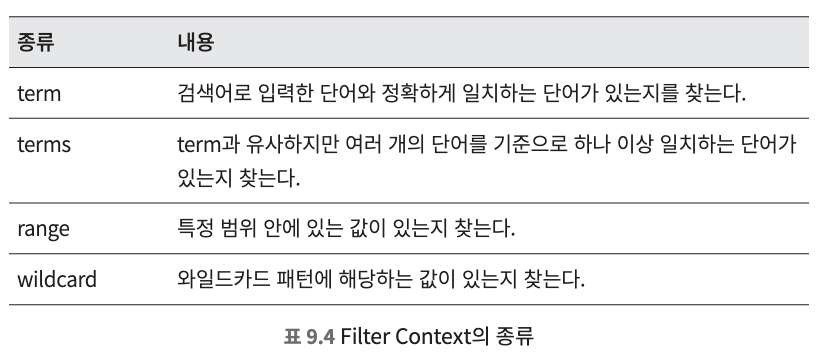 종류 내용
term 검색어로 입력한 단어와 정확하게 일치하는 단어가 있는지를 찾는다.
terms term과 유사하지만 여러 개의 단어를 기준으로 하나 이상 일치하는 단어가
있는지 찾는다.
range 특정 범위 안에 있는 값이 있는지 찾는다.
wildcard 와일드카드 패턴에 해당하는 값이 있는지 찾는다.
표 9.4 Filter Context의 종류